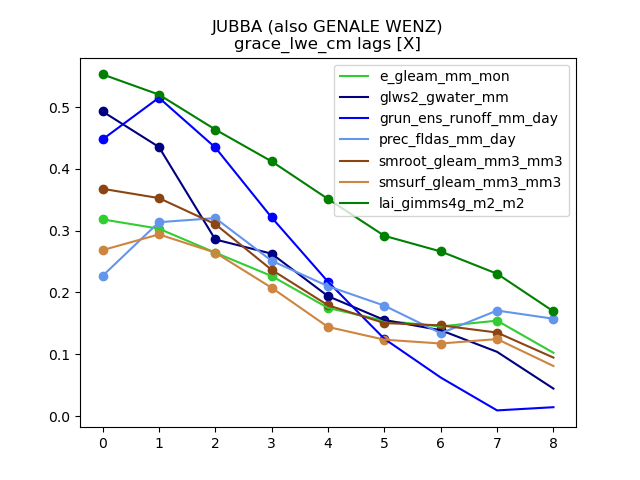 JUBBA (also GENALE WENZ)
grace_lwe_cm lags [X]
e_gleam_mm_mon
glws2_gwater_mm
grun_ens_runoff_mm_day
prec_fldas_mm_day
smroot_gleam_mm3_mm3
smsurf_gleam_mm3_mm3
lai_gimms4g_m2_m2
0.5
0.4
0.3
0.2
0.1
0.0
0 1 2 3 4 5 6 7 8